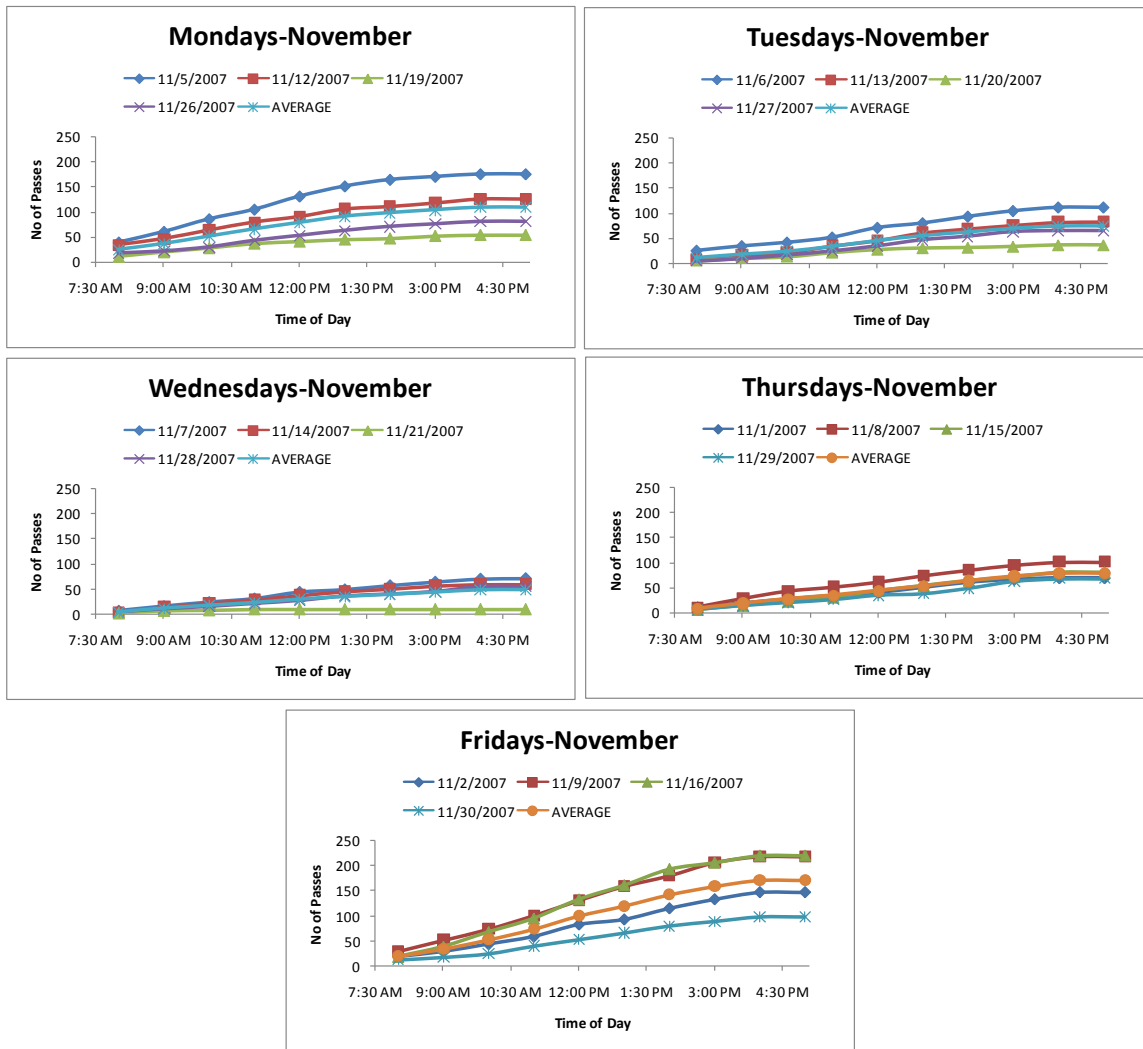 Mondays-November
11/5/2007 11/12/2007 11/19/2007
11/26/2007 AVERAGE
250
200
150
100
50
0
No of Passes
7:30 AM 9:00 AM 10:30 AM 12:00 PM 1:30 PM 3:00 PM 4:30 PM
Time of Day
Tuesdays-November
11/6/2007 11/13/2007 11/20/2007
11/27/2007 AVERAGE
250
200
150
100
50
0
No of Passes
7:30 AM 9:00 AM 10:30 AM 12:00 PM 1:30 PM 3:00 PM 4:30 PM
Time of Day
Wednesdays-November
11/7/2007 11/14/2007 11/21/2007
11/28/2007 AVERAGE
250
200
150
100
50
0
No of Passes
7:30 AM 9:00 AM 10:30 AM 12:00 PM 1:30 PM 3:00 PM 4:30 PM
Time of Day
Thursdays-November
11/1/2007 11/8/2007 11/15/2007
11/29/2007 AVERAGE
250
200
150
100
50
0
No of Passes
7:30 AM 9:00 AM 10:30 AM 12:00 PM 1:30 PM 3:00 PM 4:30 PM
Time of Day
Fridays-November
11/2/2007 11/9/2007 11/16/2007
11/30/2007 AVERAGE
250
200
150
100
50
0
No of Passes
7:30 AM 9:00 AM 10:30 AM 12:00 PM 1:30 PM 3:00 PM 4:30 PM
Time of Day